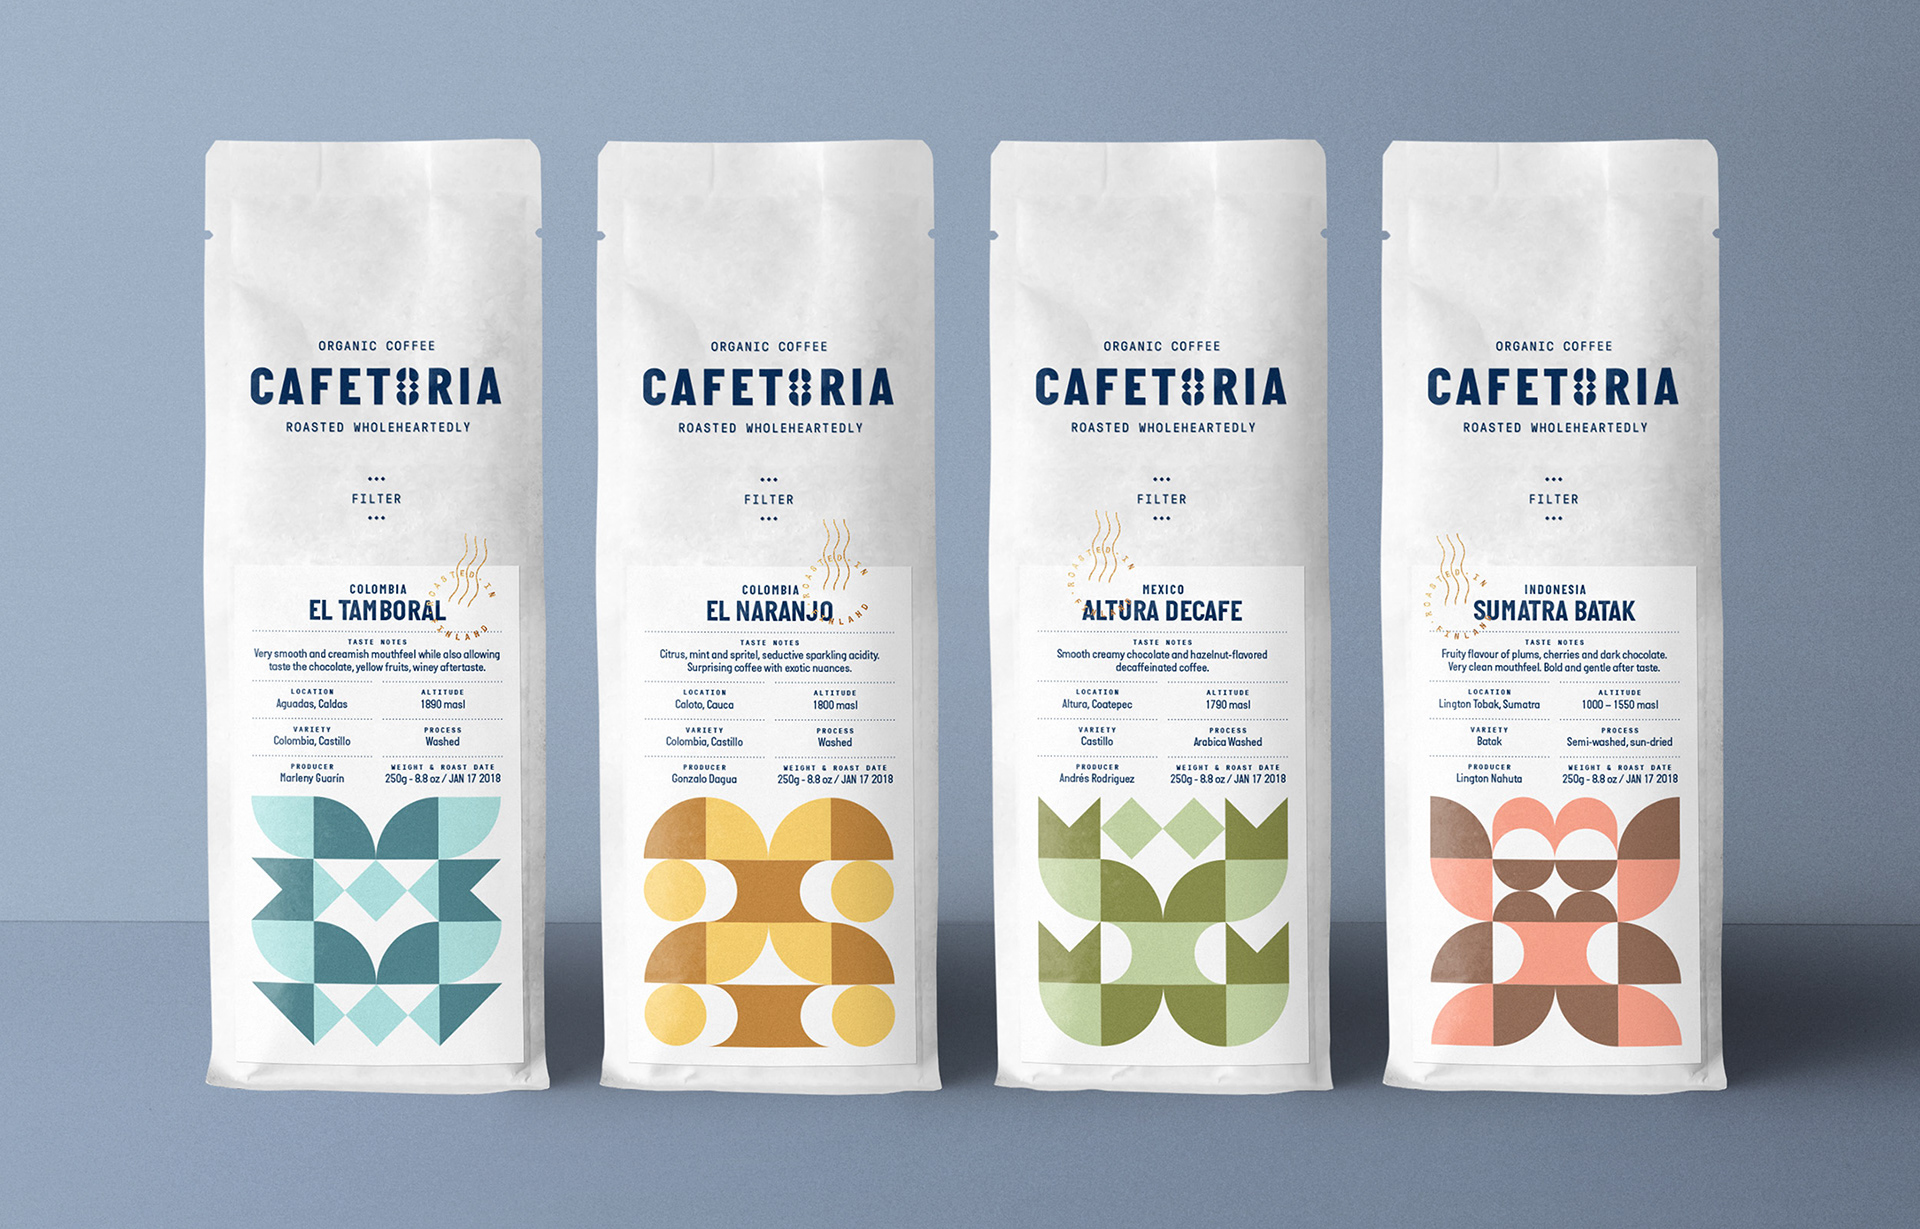 ORGANIC COFFEE
CAFETORIA
ROASTED WHOLEHEARTEDLY
FILTER
ROASTED IN FINLAND
COLOMBIA
EL TAMBORAL
TASTE NOTES
Very smooth and creamish mouthfeel while also allowing
taste the chocolate, yellow fruits, winey aftertaste.
LOCATION
Aguadas, Caldas
ALTITUDE
1890 masl
VARIETY
Colombia, Castillo
PROCESS
Washed
PRODUCER
Marleny Guarín
WEIGHT & ROAST DATE
250g - 8.8 oz / JAN 17 2018
ORGANIC COFFEE
CAFETORIA
ROASTED WHOLEHEARTEDLY
FILTER
ROASTED IN FINLAND
COLOMBIA
EL NARANJO
TASTE NOTES
Citrus, mint and spritel, seductive sparkling acidity.
Surprising coffee with exotic nuances.
LOCATION
Caloto, Cauca
ALTITUDE
1800 masl
VARIETY
Colombia, Castillo
PROCESS
Washed
PRODUCER
Gonzalo Dagua
WEIGHT & ROAST DATE
250g - 8.8 oz / JAN 17 2018
ORGANIC COFFEE
CAFETORIA
ROASTED WHOLEHEARTEDLY
FILTER
ROASTED IN FINLAND
MEXICO
ALTURA DECAFE
TASTE NOTES
Smooth creamy chocolate and hazelnut-flavored
decaffeinated coffee.
LOCATION
Altura, Coatepec
ALTITUDE
1790 masl
VARIETY
Castillo
PROCESS
Arabica Washed
PRODUCER
Andrés Rodriguez
WEIGHT & ROAST DATE
250g - 8.8 oz / JAN 17 2018
ORGANIC COFFEE
CAFETORIA
ROASTED WHOLEHEARTEDLY
FILTER
ROASTED IN FINLAND
INDONESIA
SUMATRA BATAK
TASTE NOTES
Fruity flavour of plums, cherries and dark chocolate.
Very clean mouthfeel. Bold and gentle after taste.
LOCATION
Lington Tobak, Sumatra
ALTITUDE
1000 – 1550 masl
VARIETY
Batak
PROCESS
Semi-washed, sun-dried
PRODUCER
Lington Nahuta
WEIGHT & ROAST DATE
250g - 8.8 oz / JAN 17 2018